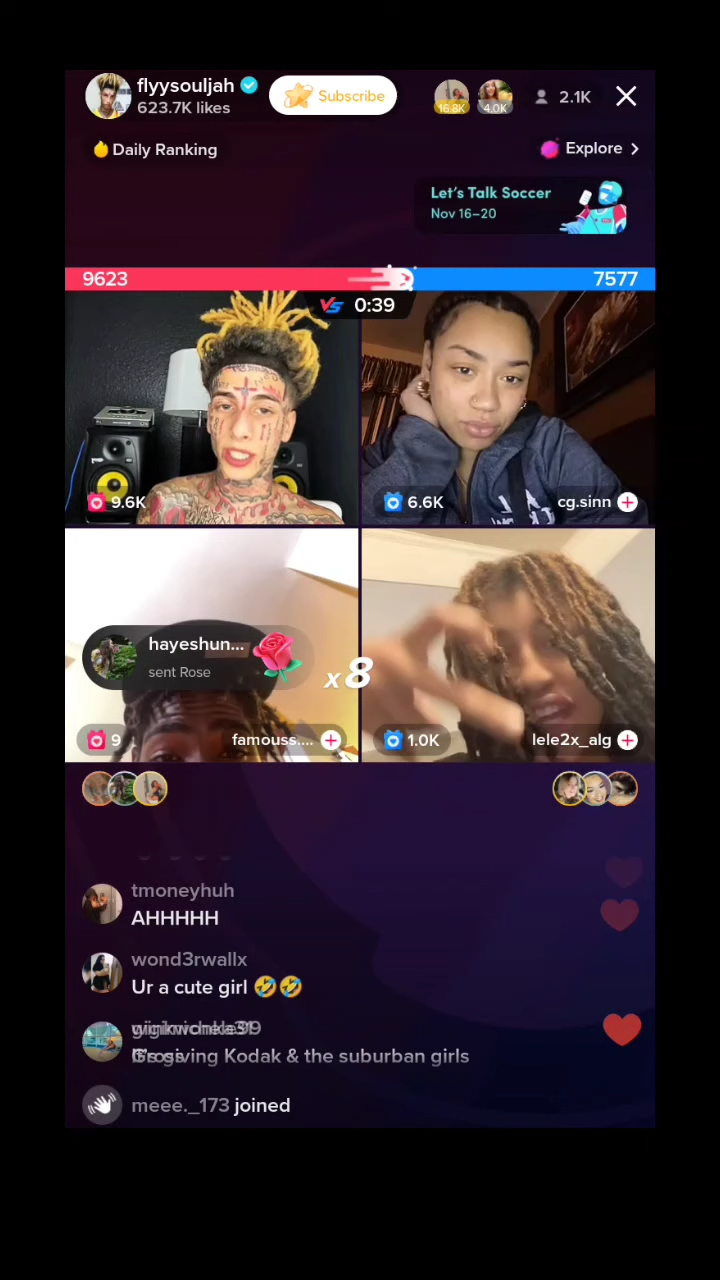 flyysouljah
623.7K likes
Subscribe
16.8K
4.0K
2.1K
Daily Ranking
Explore
Let's Talk Soccer
Nov 16–20
9623
7577
VS 0:39
9.6K
6.6K
cg.sinn
hayeshun...
sent Rose
x8
9
famouss....
1.0K
lele2x_alg
tmoneyhuh
AHHHHH
wond3rwallx
Ur a cute girl 🤣🤣
giving Kodak & the suburban girls
meee._173 joined